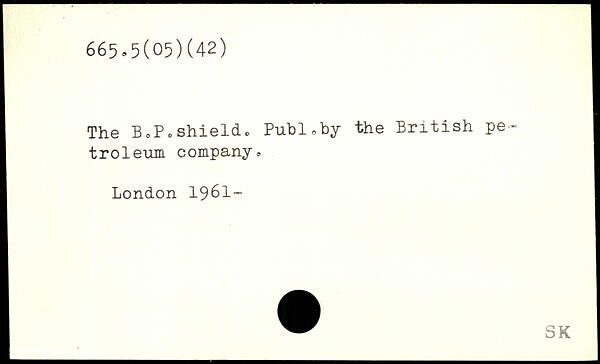 665.5(05)(42)
The B.P.shield. Publ.by the British pe-
troleum company.
London 1961-
SK